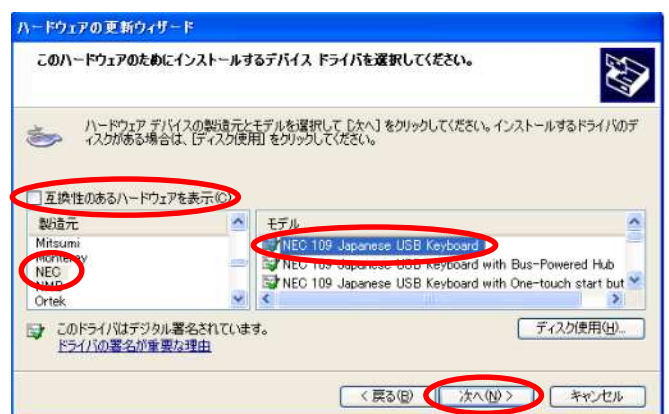 ハードウェアの更新ウィザード
このハードウェアのためにインストールするデバイス ドライバを選択してください。
ハードウェア デバイスの製造元とモデルを選択して [次へ] をクリックしてください。インストールするドライバのデ
ィスクがある場合は、[ディスク使用] をクリックしてください。
互換性のあるハードウェアを表示(C)
製造元
Mitsumi
Monterey
NEC
NMB
Ortek
モデル
NEC 109 Japanese USB Keyboard
NEC 109 Japanese USB Keyboard with Bus-Powered Hub
NEC 109 Japanese USB Keyboard with One-touch start but
このドライバはデジタル署名されています。
ドライバの署名が重要な理由
ディスク使用(H)...
< 戻る(B)
次へ(N) >
キャンセル